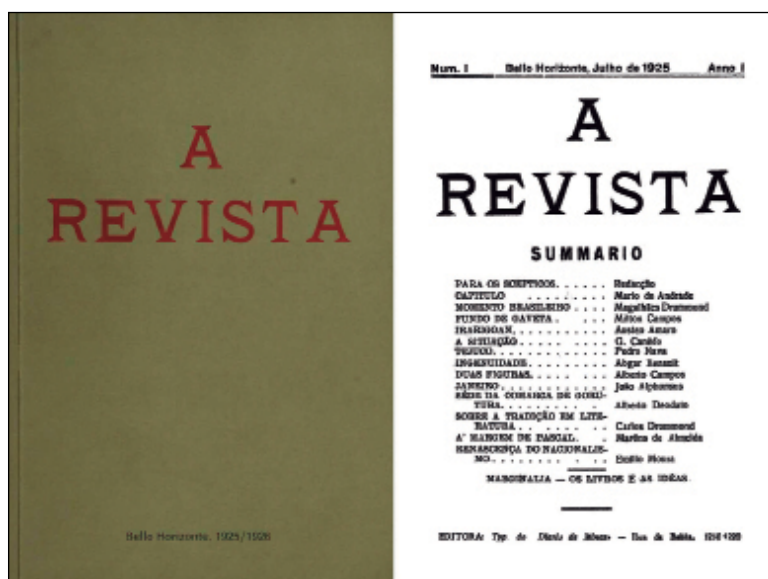 A
REVISTA
Bello Horizonte, 1925/1926
Num. I Bello Horizonte, Julho de 1925 Anno I
A
REVISTA
SUMMARIO
PARA OS SCEPTICOS. . . . . . Redacção
CAPITULO . . . . . . . . Mario de Andrade
MOMENTO BRASILEIRO . . . . Magalhães Drummond
FUNDO DE GAVETA . . . . Milton Campos
Amaro
A SITUAÇÃO . . . . . . . .
TEJUCO. . . . . . . . . . Pedro Nava
INGENUIDADE . . . . . . . Abgar Renault
DUAS FIGURAS. . . . . . . Alberto Campos
JANEIRO . . . . . . . . . João Alphonsus
SÉDE DA COMARCA DE
TURA. . . . . . . . . Alberto Deodato
SOBRE A TRADIÇÃO EM LITE-
RATURA . . . . . . . . Carlos Drummond
A' MARGEM DE PASCAL. . Martins de Almeida
RENASCENÇA DO NACIONALIS-
MO. . . . . . . . . . Emilio Moura
MARGINALIA — OS LIVROS E AS IDÉAS
EDITORA: Typ. do Diario de Minas — Rua da Bahia,